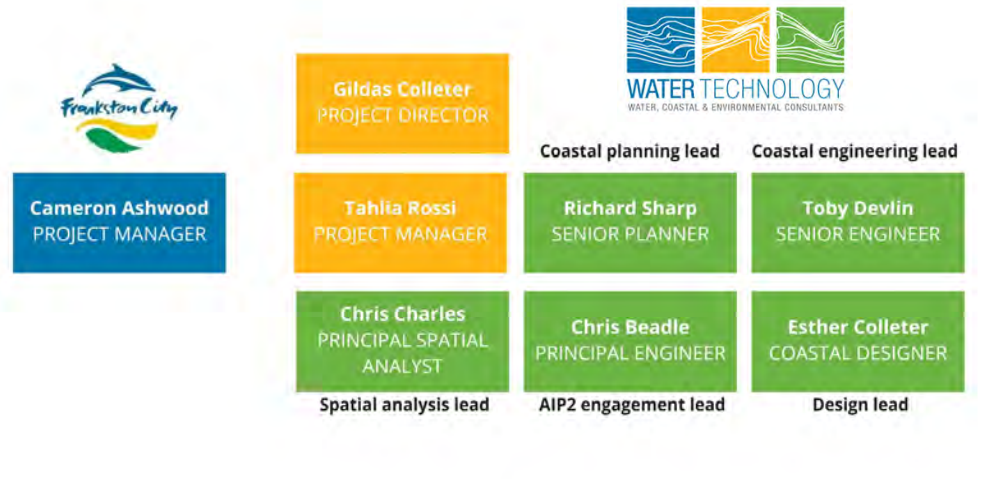 Frankston City
WATER TECHNOLOGY
WATER, COASTAL & ENVIRONMENTAL CONSULTANTS
Gildas Colleter
PROJECT DIRECTOR
Coastal planning lead
Coastal engineering lead
Cameron Ashwood
PROJECT MANAGER
Tahlia Rossi
PROJECT MANAGER
Richard Sharp
SENIOR PLANNER
Toby Devlin
SENIOR ENGINEER
Chris Charles
PRINCIPAL SPATIAL
ANALYST
Chris Beadle
PRINCIPAL ENGINEER
Esther Colleter
COASTAL DESIGNER
Spatial analysis lead
AIP2 engagement lead
Design lead